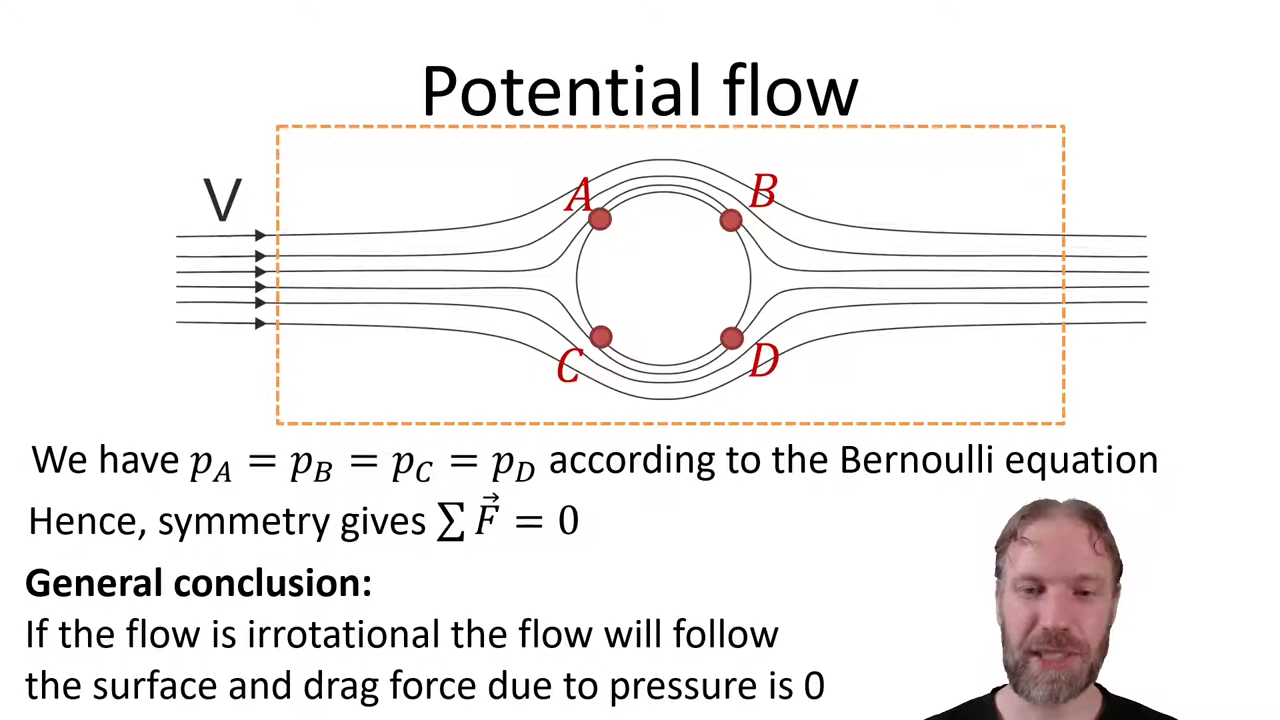 Potential flow
V
A
B
C
D
We have p_A = p_B = p_C = p_D according to the Bernoulli equation
Hence, symmetry gives ∑ F⃗ = 0
General conclusion:
If the flow is irrotational the flow will follow
the surface and drag force due to pressure is 0